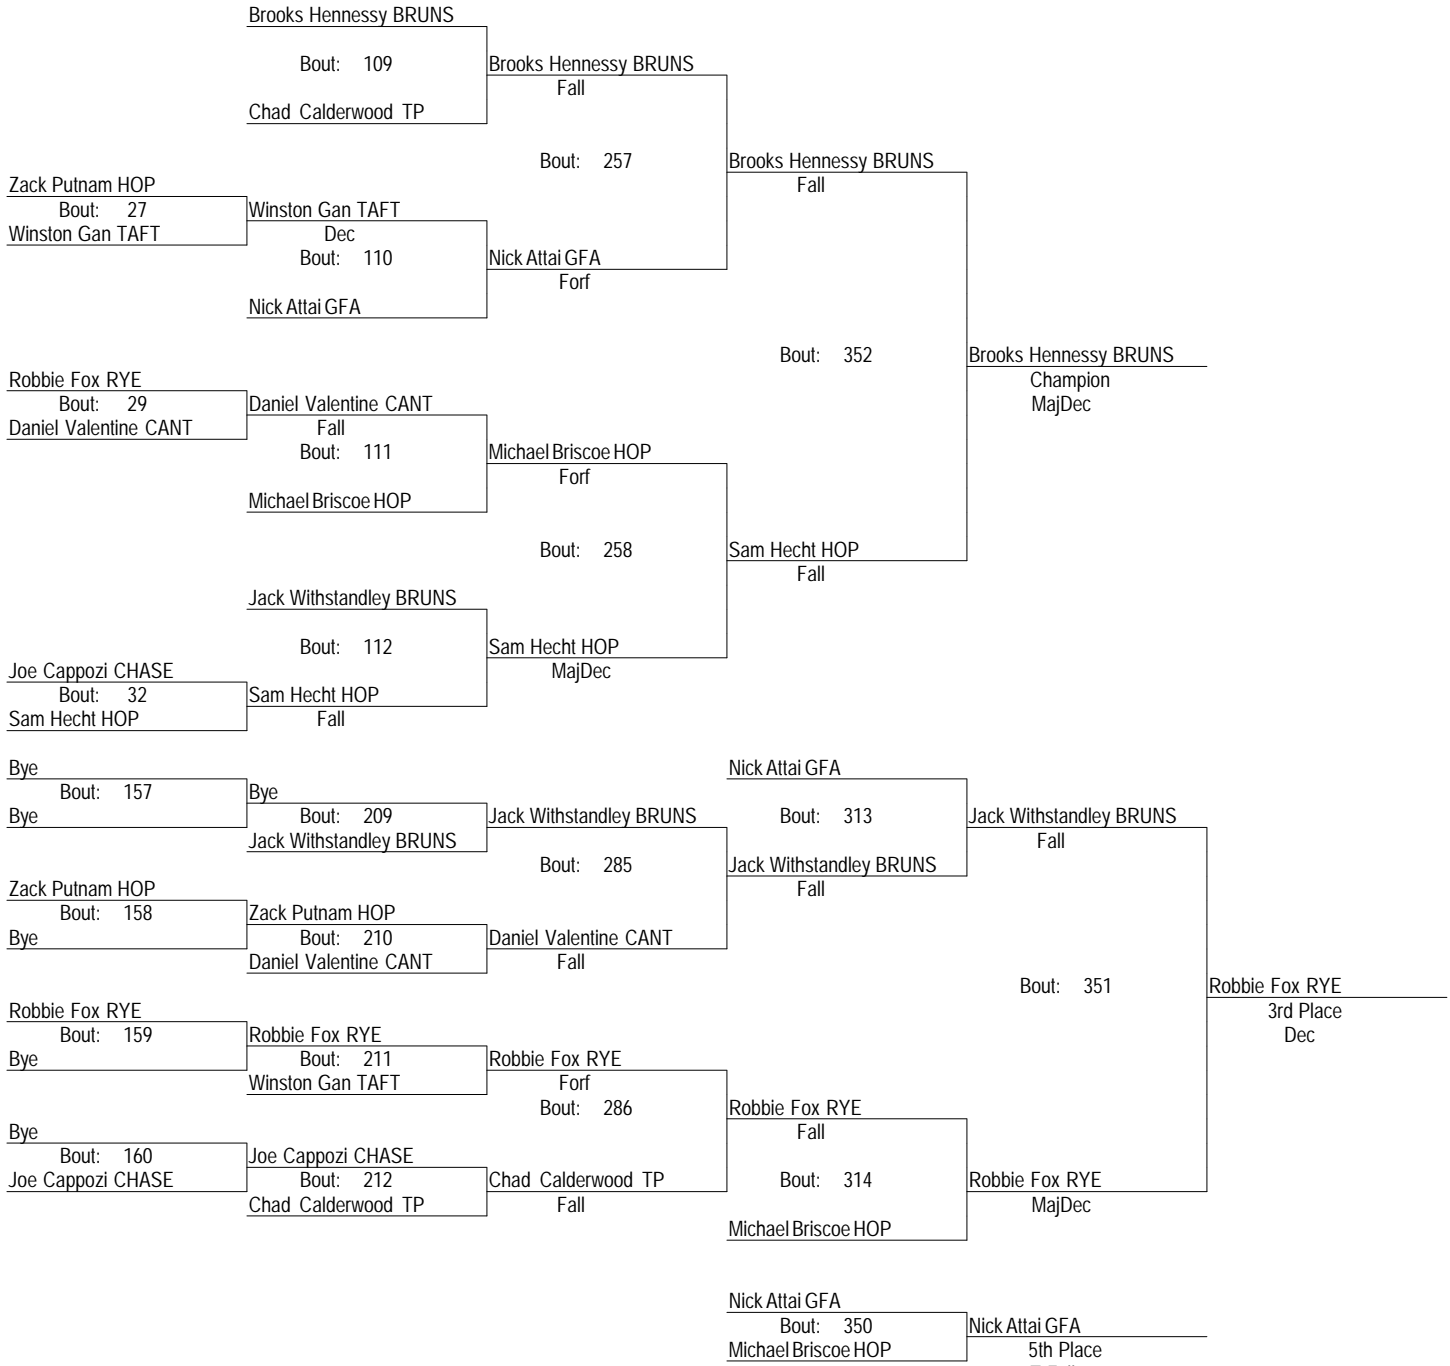 Brooks Hennessy BRUNS
Bout: 109
Brooks Hennessy BRUNS
Fall
Chad Calderwood TP
Bout: 257
Brooks Hennessy BRUNS
Fall
Zack Putnam HOP
Bout: 27
Winston Gan TAFT
Winston Gan TAFT
Dec
Bout: 110
Nick Attai GFA
Forf
Nick Attai GFA
Bout: 352
Brooks Hennessy BRUNS
Champion
MajDec
Robbie Fox RYE
Bout: 29
Daniel Valentine CANT
Daniel Valentine CANT
Fall
Bout: 111
Michael Briscoe HOP
Forf
Michael Briscoe HOP
Bout: 258
Sam Hecht HOP
Fall
Jack Withstandley BRUNS
Bout: 112
Sam Hecht HOP
MajDec
Joe Cappozi CHASE
Bout: 32
Sam Hecht HOP
Sam Hecht HOP
Fall
Bye
Bout: 157
Bye
Bye
Bout: 209
Jack Withstandley BRUNS
Jack Withstandley BRUNS
Nick Attai GFA
Bout: 313
Jack Withstandley BRUNS
Fall
Bout: 285
Jack Withstandley BRUNS
Fall
Zack Putnam HOP
Bout: 158
Bye
Zack Putnam HOP
Bout: 210
Daniel Valentine CANT
Daniel Valentine CANT
Fall
Bout: 351
Robbie Fox RYE
3rd Place
Dec
Robbie Fox RYE
Bout: 159
Bye
Robbie Fox RYE
Bout: 211
Winston Gan TAFT
Robbie Fox RYE
Forf
Bout: 286
Robbie Fox RYE
Fall
Bye
Bout: 160
Joe Cappozi CHASE
Joe Cappozi CHASE
Bout: 212
Chad Calderwood TP
Chad Calderwood TP
Fall
Bout: 314
Robbie Fox RYE
MajDec
Michael Briscoe HOP
Nick Attai GFA
Bout: 350
Michael Briscoe HOP
Nick Attai GFA
5th Place